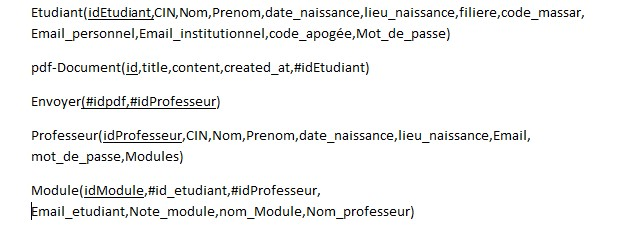 Etudiant(idEtudiant,CIN,Nom,Prenom,date_naissance,lieu_naissance,filiere,code_massar,
Email_personnel,Email_institutionnel,code_apogée,Mot_de_passe)
pdf-Document(id,title,content,created_at,#idEtudiant)
Envoyer(#idpdf,#idProfesseur)
Professeur(idProfesseur,CIN,Nom,Prenom,date_naissance,lieu_naissance,Email,
mot_de_passe,Modules)
Module(idModule,#id_etudiant,#idProfesseur,
Email_etudiant,Note_module,nom_Module,Nom_professeur)